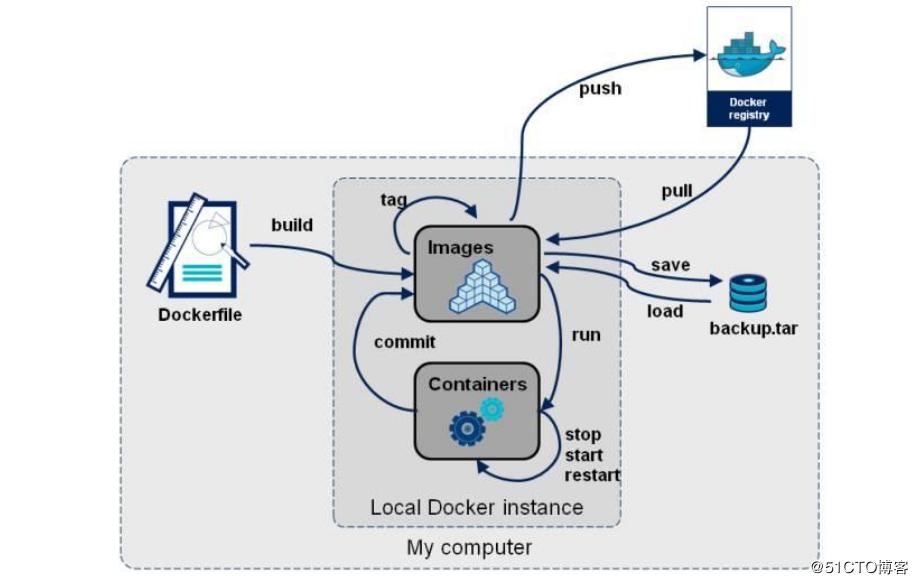 push
Docker
registry
pull
tag
build
Images
save
load
Dockerfile
backup.tar
commit
run
Containers
stop
start
restart
Local Docker instance
My computer
@51CTO博客